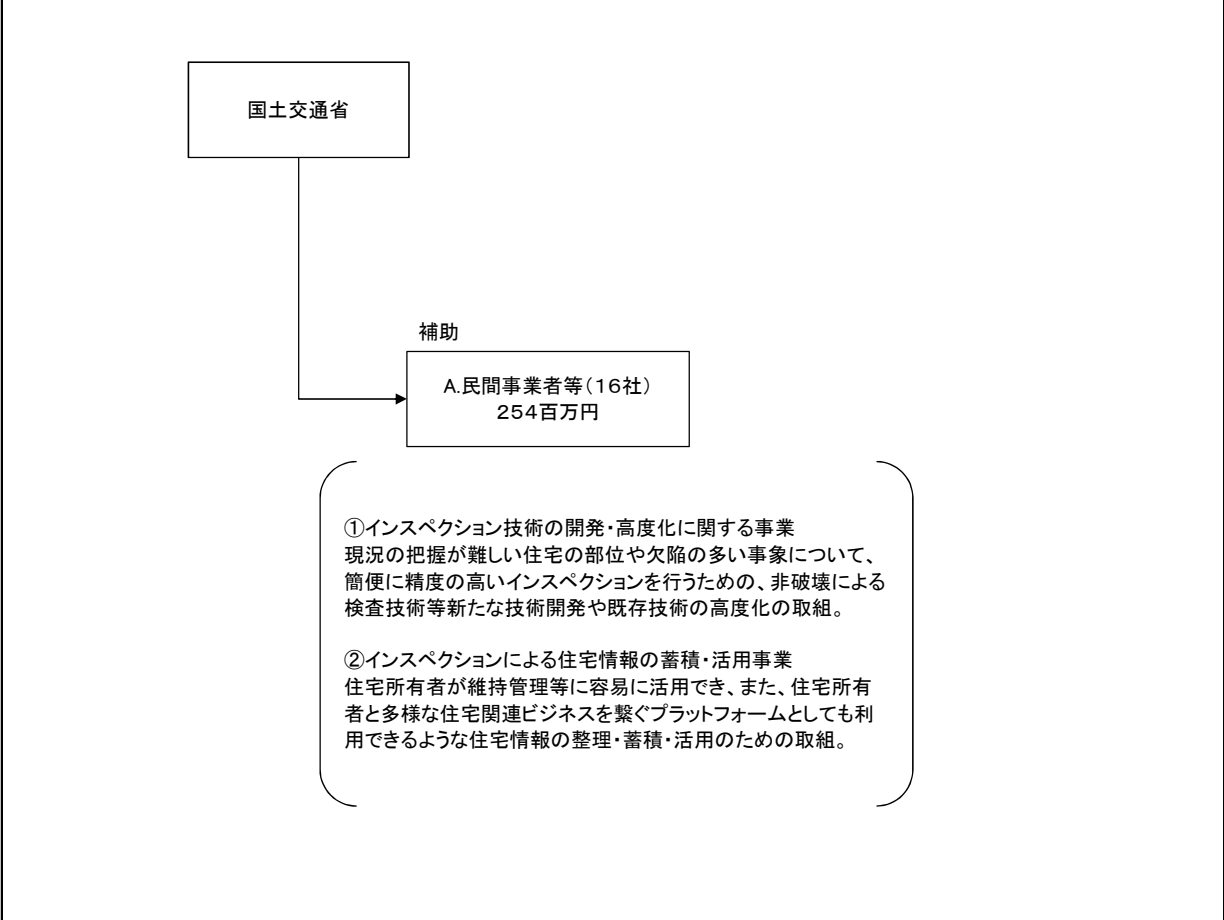 国土交通省
補助
A.民間事業者等（１６社）
２５４百万円
①インスペクション技術の開発・高度化に関する事業
現況の把握が難しい住宅の部位や欠陥の多い事象について、
簡便に精度の高いインスペクションを行うための、非破壊による
検査技術等新たな技術開発や既存技術の高度化の取組。
②インスペクションによる住宅情報の蓄積・活用事業
住宅所有者が維持管理等に容易に活用でき、また、住宅所有
者と多様な住宅関連ビジネスを繋ぐプラットフォームとしても利
用できるような住宅情報の整理・蓄積・活用のための取組。